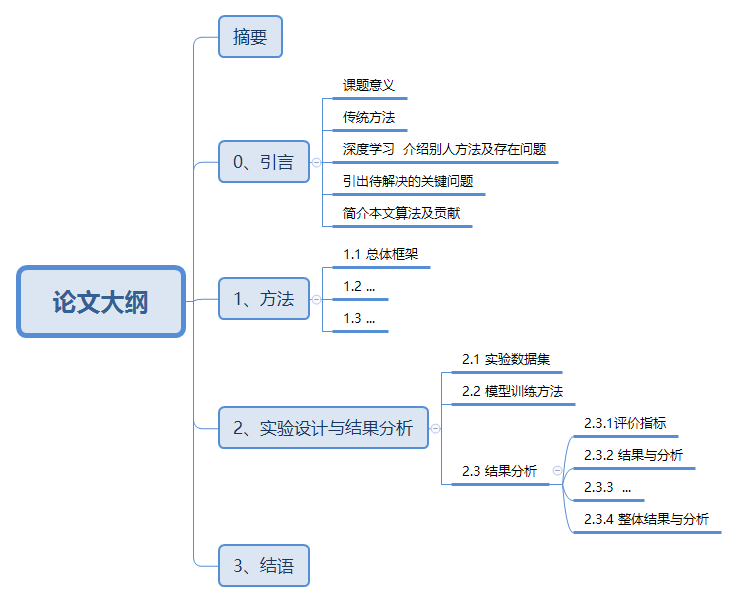 摘要
课题意义
传统方法
0、引言
深度学习  介绍别人方法及存在问题
引出待解决的关键问题
简介本文算法及贡献
论文大纲
1.1 总体框架
1、方法
1.2 ...
1.3 ...
2.1 实验数据集
2.2 模型训练方法
2、实验设计与结果分析
2.3 结果分析
2.3.1评价指标
2.3.2 结果与分析
2.3.3  ...
2.3.4 整体结果与分析
3、结语